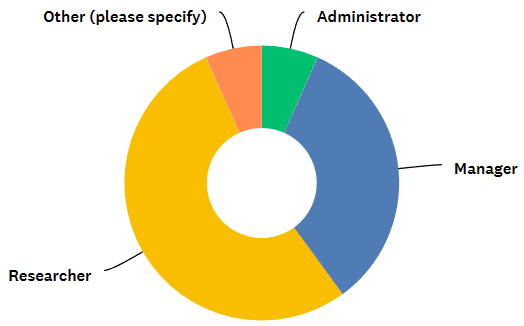 Other (please specify)
Administrator
Manager
Researcher